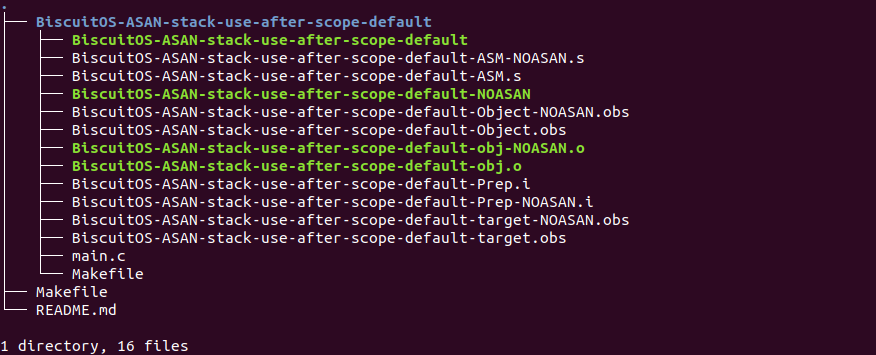 .
├── BiscuitOS-ASAN-stack-use-after-scope-default
│   ├── BiscuitOS-ASAN-stack-use-after-scope-default
│   ├── BiscuitOS-ASAN-stack-use-after-scope-default-ASM-NOASAN.s
│   ├── BiscuitOS-ASAN-stack-use-after-scope-default-ASM.s
│   ├── BiscuitOS-ASAN-stack-use-after-scope-default-NOASAN
│   ├── BiscuitOS-ASAN-stack-use-after-scope-default-Object-NOASAN.obs
│   ├── BiscuitOS-ASAN-stack-use-after-scope-default-Object.obs
│   ├── BiscuitOS-ASAN-stack-use-after-scope-default-obj-NOASAN.o
│   ├── BiscuitOS-ASAN-stack-use-after-scope-default-obj.o
│   ├── BiscuitOS-ASAN-stack-use-after-scope-default-Prep.i
│   ├── BiscuitOS-ASAN-stack-use-after-scope-default-Prep-NOASAN.i
│   ├── BiscuitOS-ASAN-stack-use-after-scope-default-target-NOASAN.obs
│   ├── BiscuitOS-ASAN-stack-use-after-scope-default-target.obs
│   ├── main.c
│   └── Makefile
├── Makefile
└── README.md
1 directory, 16 files